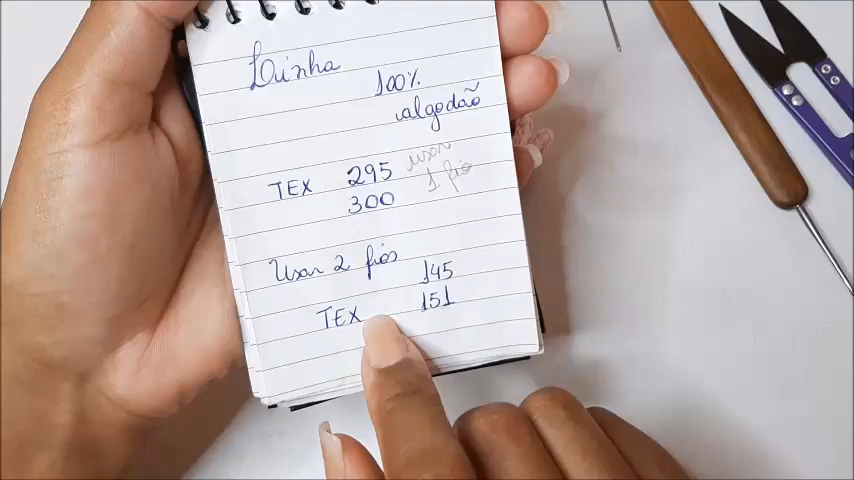 Linha
100%
algodão
TEX 295 usar
300 1 fio
Usar 2 fios 145
TEX 151